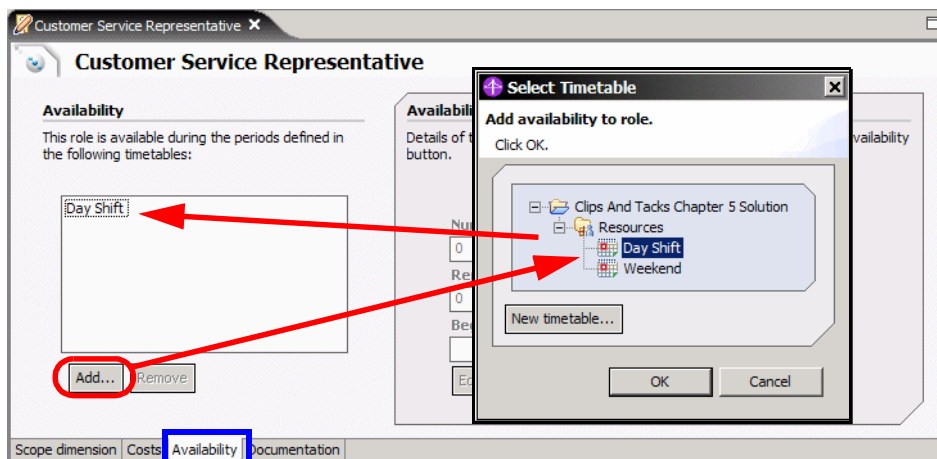 Customer Service Representative
Customer Service Representative
Availability
This role is available during the periods defined in
the following timetables:
Day Shift
Add...
Remove
Availabili
Details of t
vailability
button.
Nu
0
Re
0
Be
Ed
Select Timetable
Add availability to role.
Click OK.
Clips And Tacks Chapter 5 Solution
Resources
Day Shift
Weekend
New timetable...
OK
Cancel
Scope dimension
Costs
Availability
Documentation